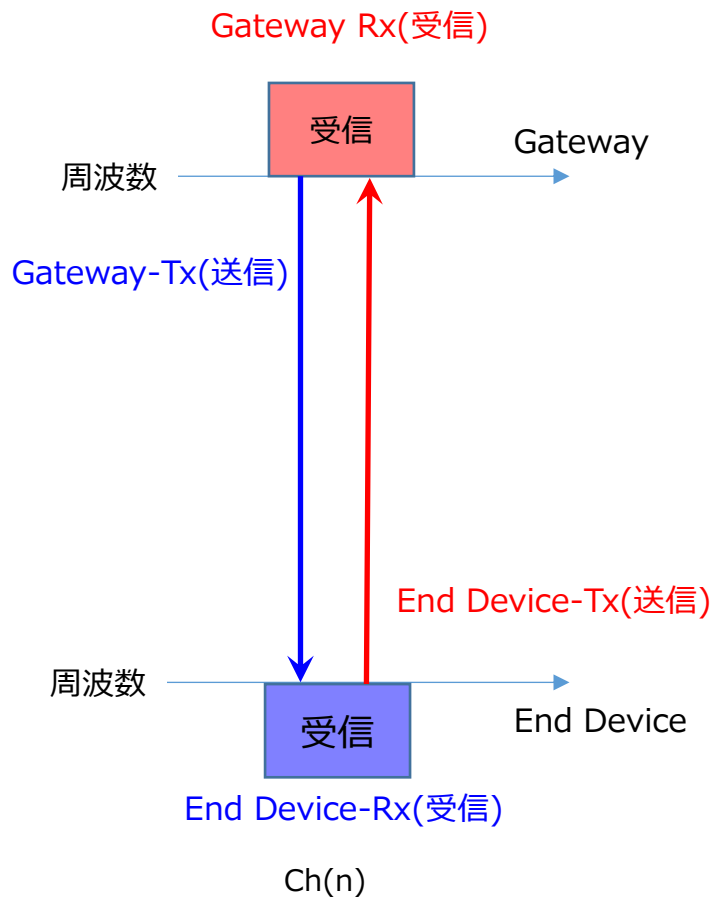 Gateway Rx(受信)
受信
Gateway
周波数
Gateway-Tx(送信)
End Device-Tx(送信)
周波数
受信
End Device
End Device-Rx(受信)
Ch(n)